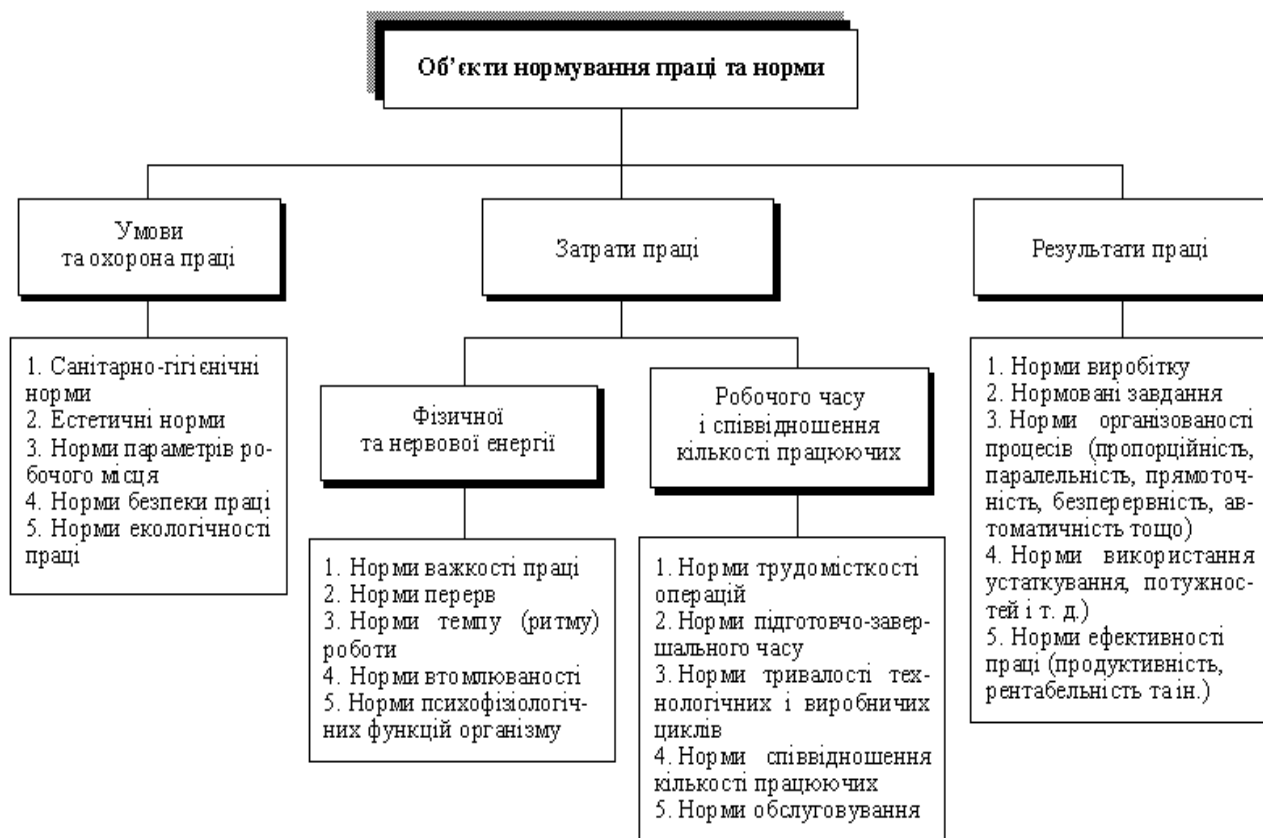 Об’єкти нормування праці та норми
Умови
та охорона праці
Затрати праці
Результати праці
1. Санітарно-гігієнічні
норми
2. Естетичні норми
3. Норми параметрів ро-
бочого місця
4. Норми безпеки праці
5. Норми екологічності
праці
Фізичної
та нервової енергії
1. Норми важкості праці
2. Норми перерв
3. Норми темпу (ритму)
роботи
4. Норми втомлюваності
5. Норми психофізіологіч-
них функцій організму
Робочого часу
і співвідношення
кількості працюючих
1. Норми трудомісткості
операцій
2. Норми підготовчо-завер-
шального часу
3. Норми тривалості тех-
нологічних і виробничих
циклів
4. Норми співвідношення
кількості працюючих
5. Норми обслуговування
1. Норми виробітку
2. Нормовані завдання
3. Норми організованості
процесів (пропорційність,
паралельність, прямоточ-
ність, безперервність, ав-
томатичність тощо)
4. Норми використання
устаткування, потужнос-
тей і т. д.)
5. Норми ефективності
праці (продуктивність,
рентабельність та ін.)